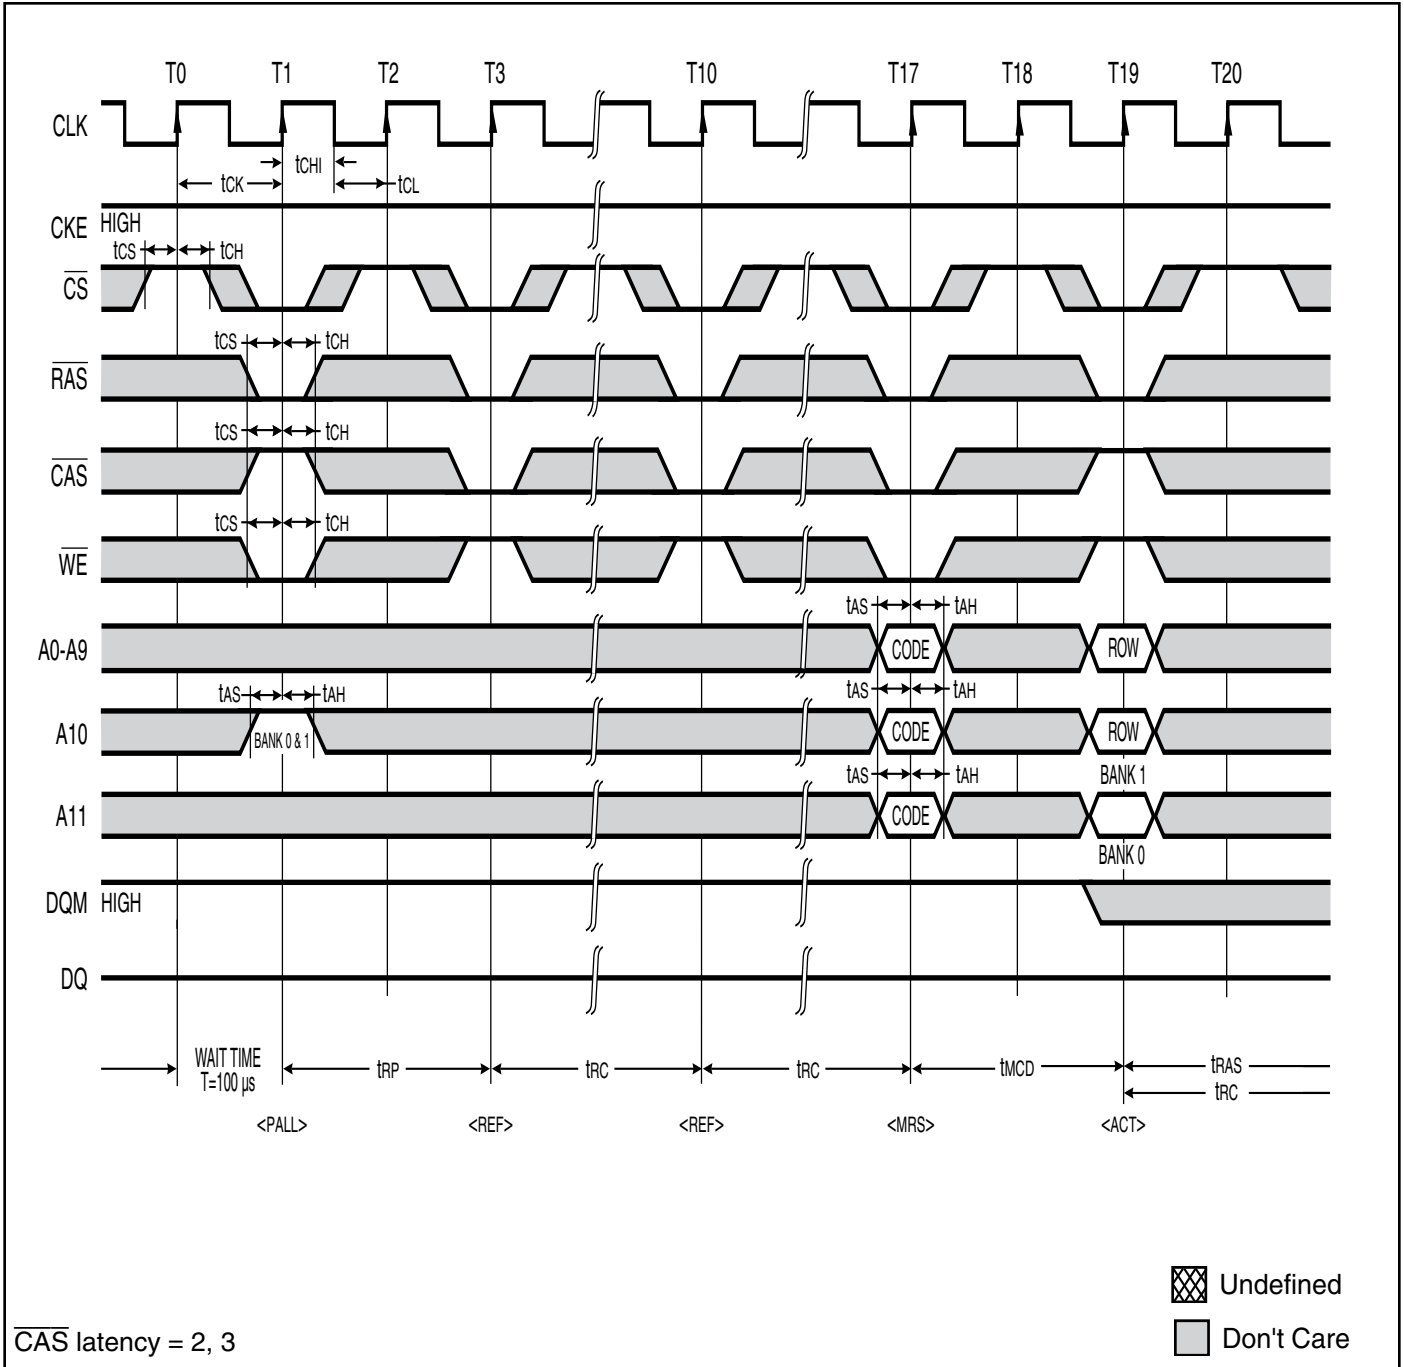 T0 T1 T2 T3 T10 T17 T18 T19 T20
CLK
tCHI
tCK tCL
CKE HIGH
tCS tCH
CS
tCS tCH
RAS
tCS tCH
CAS
tCS tCH
WE
tAS tAH
A0-A9 CODE ROW
tAS tAH tAS tAH
A10 BANK 0 & 1 CODE ROW
tAS tAH BANK 1
A11 CODE
BANK 0
DQM HIGH
DQ
WAIT TIME
T=100 µs
tRP tRC tRC tMCD tRAS
tRC
<PALL> <REF> <REF> <MRS> <ACT>
Undefined
Don't Care
CAS latency = 2, 3